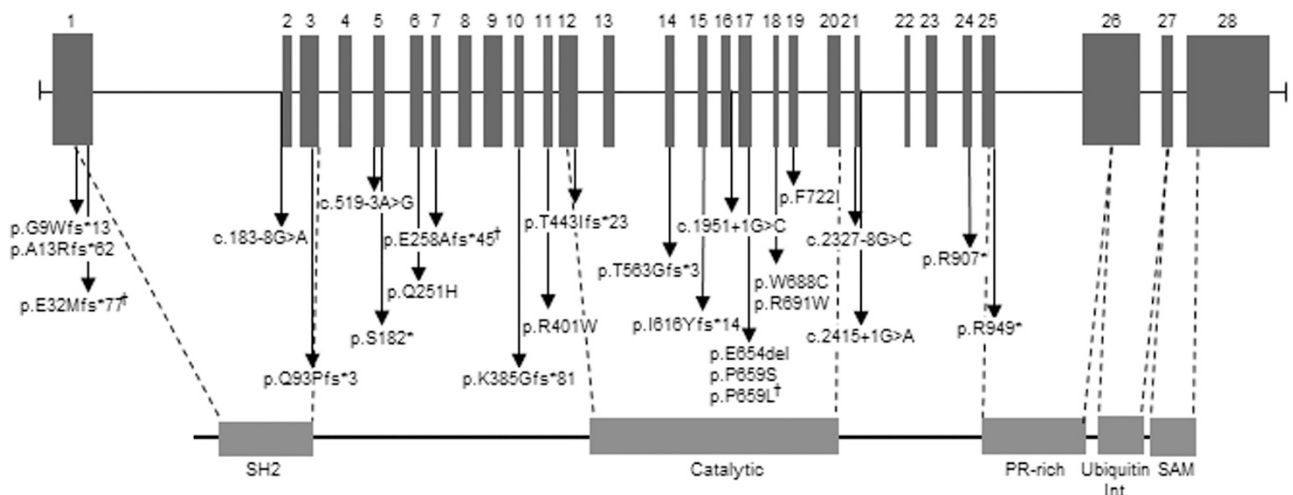 1 2 3 4 5 6 7 8 9 10 11 12 13 14 15 16 17 18 19 20 21 22 23 24 25 26 27 28
p.G9Wfs*13
p.A13Rfs*62
p.E32Mfs*77†
c.183-8G>A
p.Q93Pfs*3
c.519-3A>G
p.S182*
p.E258Afs*45†
p.Q251H
p.K385Gfs*81
p.R401W
p.T443Ifs*23
p.T563Gfs*3
p.I616Yfs*14
c.1951+1G>C
p.E654del
p.P659S
p.P659L†
p.W688C
p.R691W
p.F722I
c.2327-8G>C
c.2415+1G>A
p.R907*
p.R949*
SH2
Catalytic
PR-rich
Ubiquitin
Int
SAM